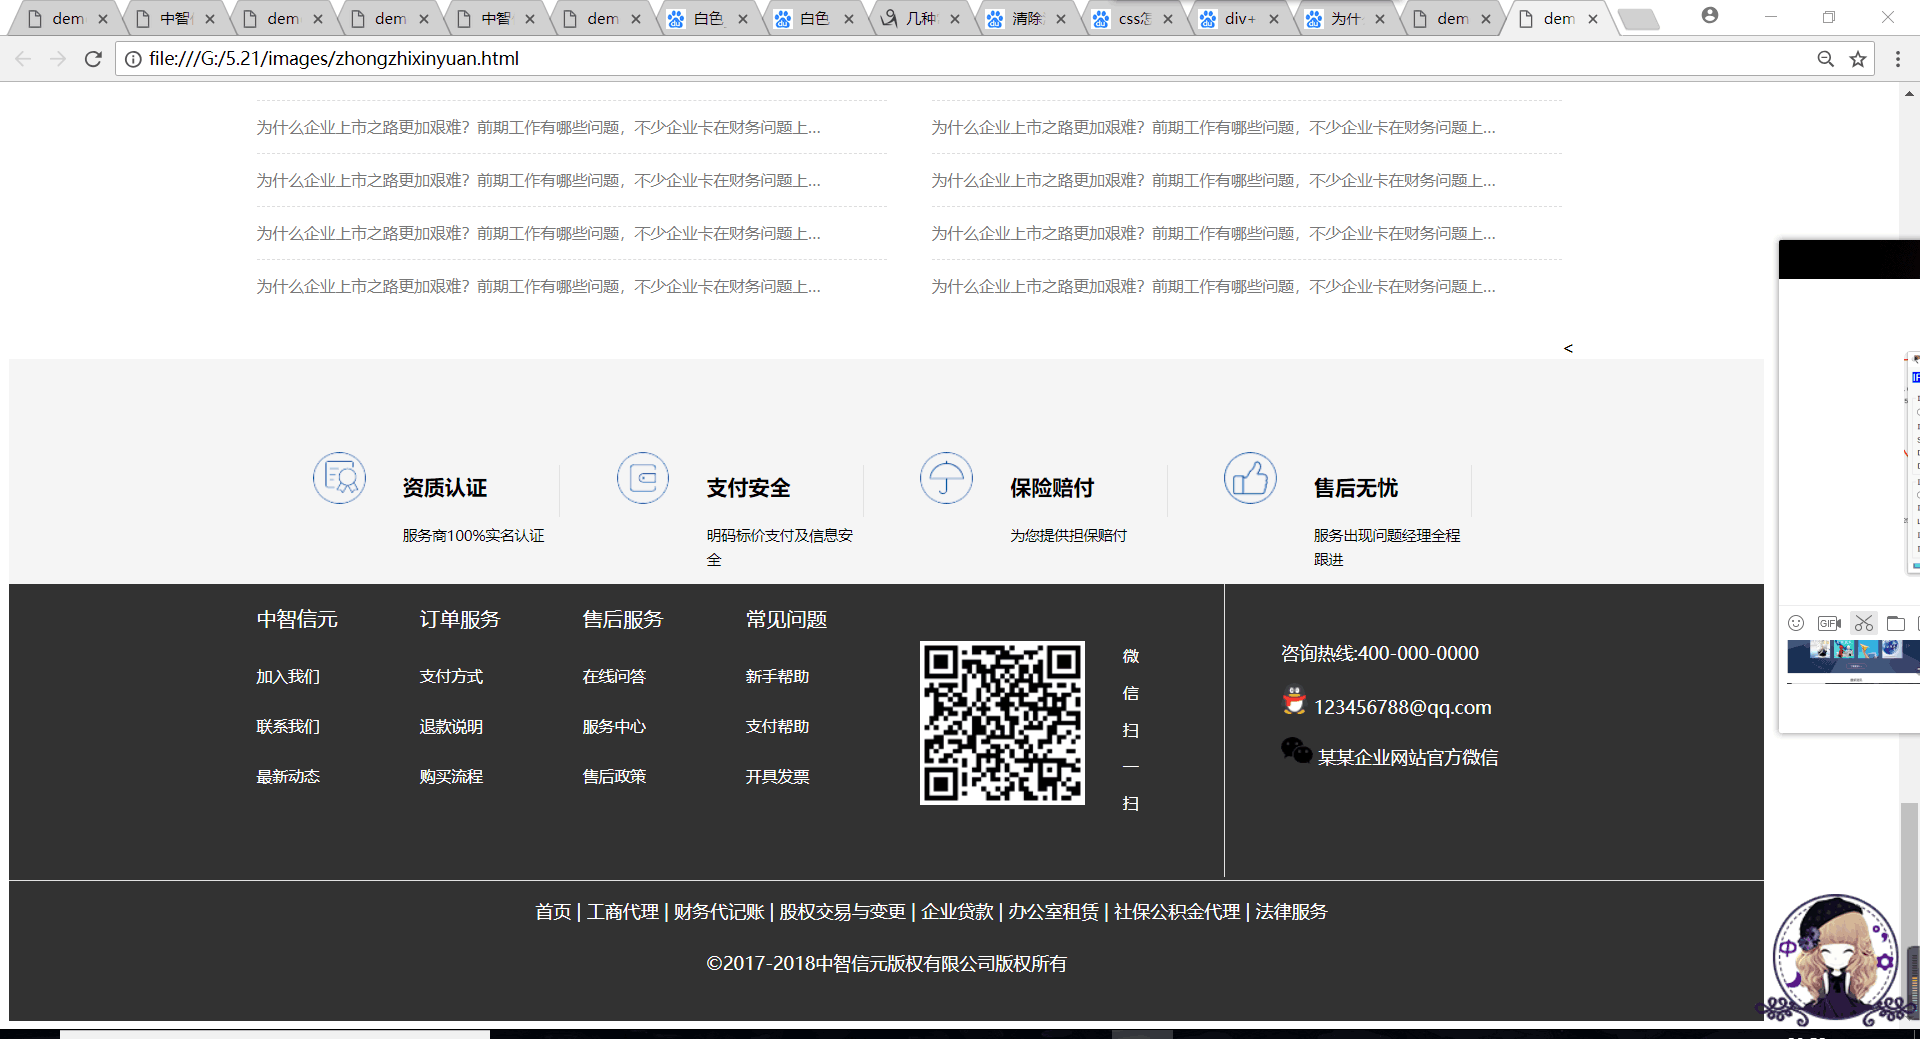 dem 中智 dem dem 中智 dem 白色 白色 几种 清除 css怎 div+ 为什 dem dem
file:///G:/5.21/images/zhongzhixinyuan.html
为什么企业上市之路更加艰难？前期工作有哪些问题，不少企业卡在财务问题上... 为什么企业上市之路更加艰难？前期工作有哪些问题，不少企业卡在财务问题上...
为什么企业上市之路更加艰难？前期工作有哪些问题，不少企业卡在财务问题上... 为什么企业上市之路更加艰难？前期工作有哪些问题，不少企业卡在财务问题上...
为什么企业上市之路更加艰难？前期工作有哪些问题，不少企业卡在财务问题上... 为什么企业上市之路更加艰难？前期工作有哪些问题，不少企业卡在财务问题上...
为什么企业上市之路更加艰难？前期工作有哪些问题，不少企业卡在财务问题上... 为什么企业上市之路更加艰难？前期工作有哪些问题，不少企业卡在财务问题上...
<
资质认证
服务商100%实名认证
支付安全
明码标价支付及信息安
全
保险赔付
为您提供担保赔付
售后无忧
服务出现问题经理全程
跟进
中智信元 订单服务 售后服务 常见问题
加入我们 支付方式 在线问答 新手帮助
联系我们 退款说明 服务中心 支付帮助
最新动态 购买流程 售后政策 开具发票
微
信
扫
一
扫
咨询热线:400-000-0000
123456788@qq.com
某某企业网站官方微信
首页 | 工商代理 | 财务代记账 | 股权交易与变更 | 企业贷款 | 办公室租赁 | 社保公积金代理 | 法律服务
©2017-2018中智信元版权有限公司版权所有
GIF
中